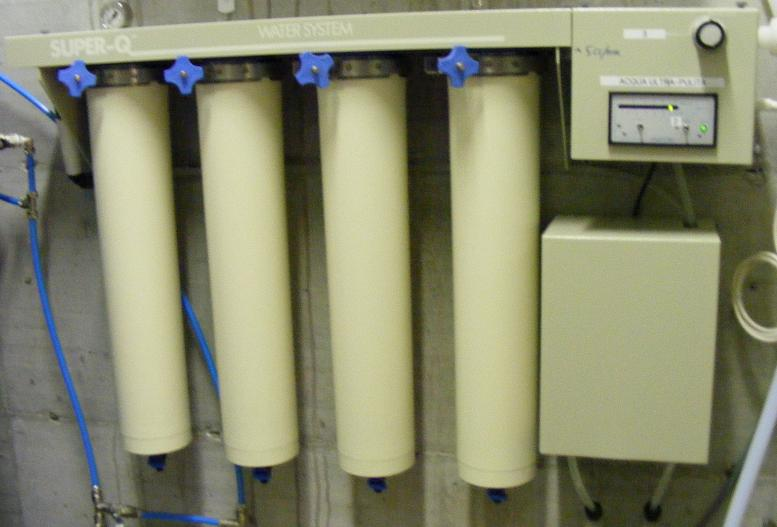 SUPER-Q
WATER SYSTEM
ACQUA ULTRA-PULITA